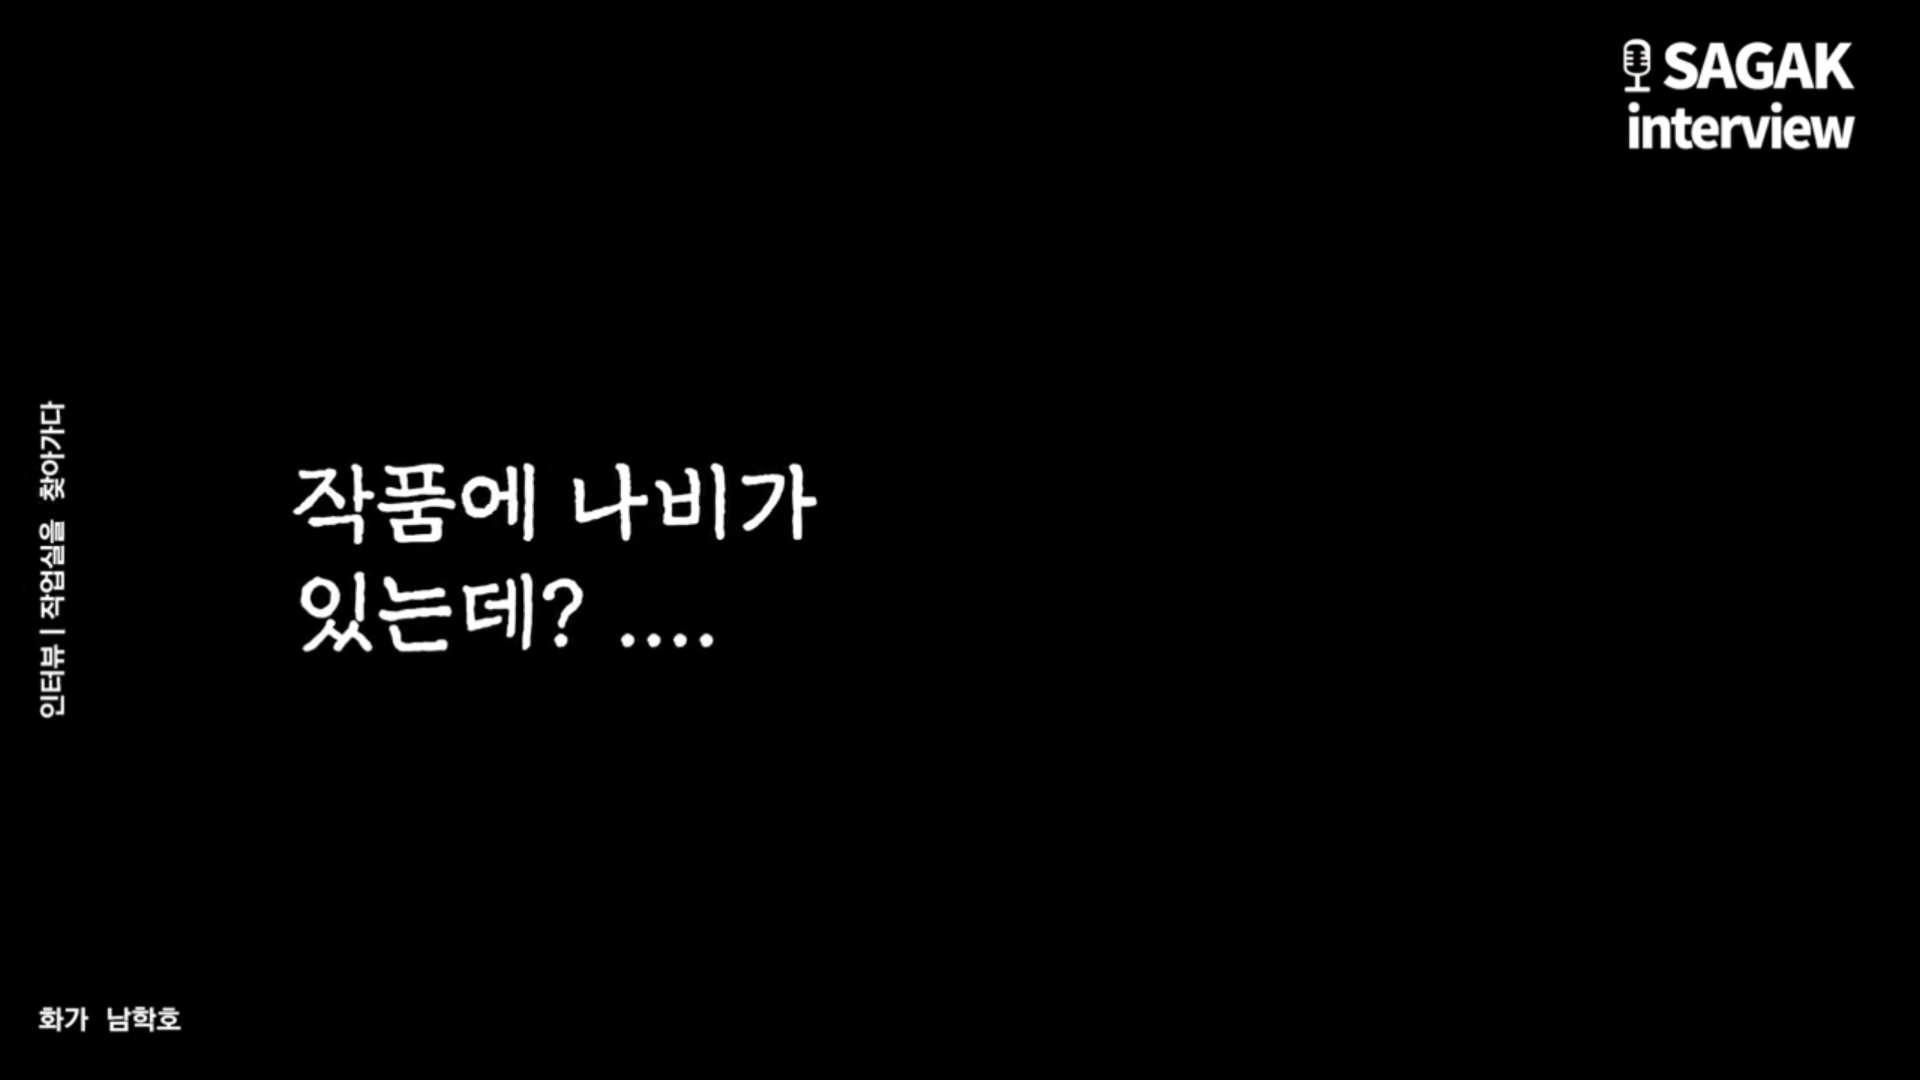 SAGAK
interview
작품에 나비가
있는데? ....
인터뷰 | 작업실을 찾아가다
화가 남학호